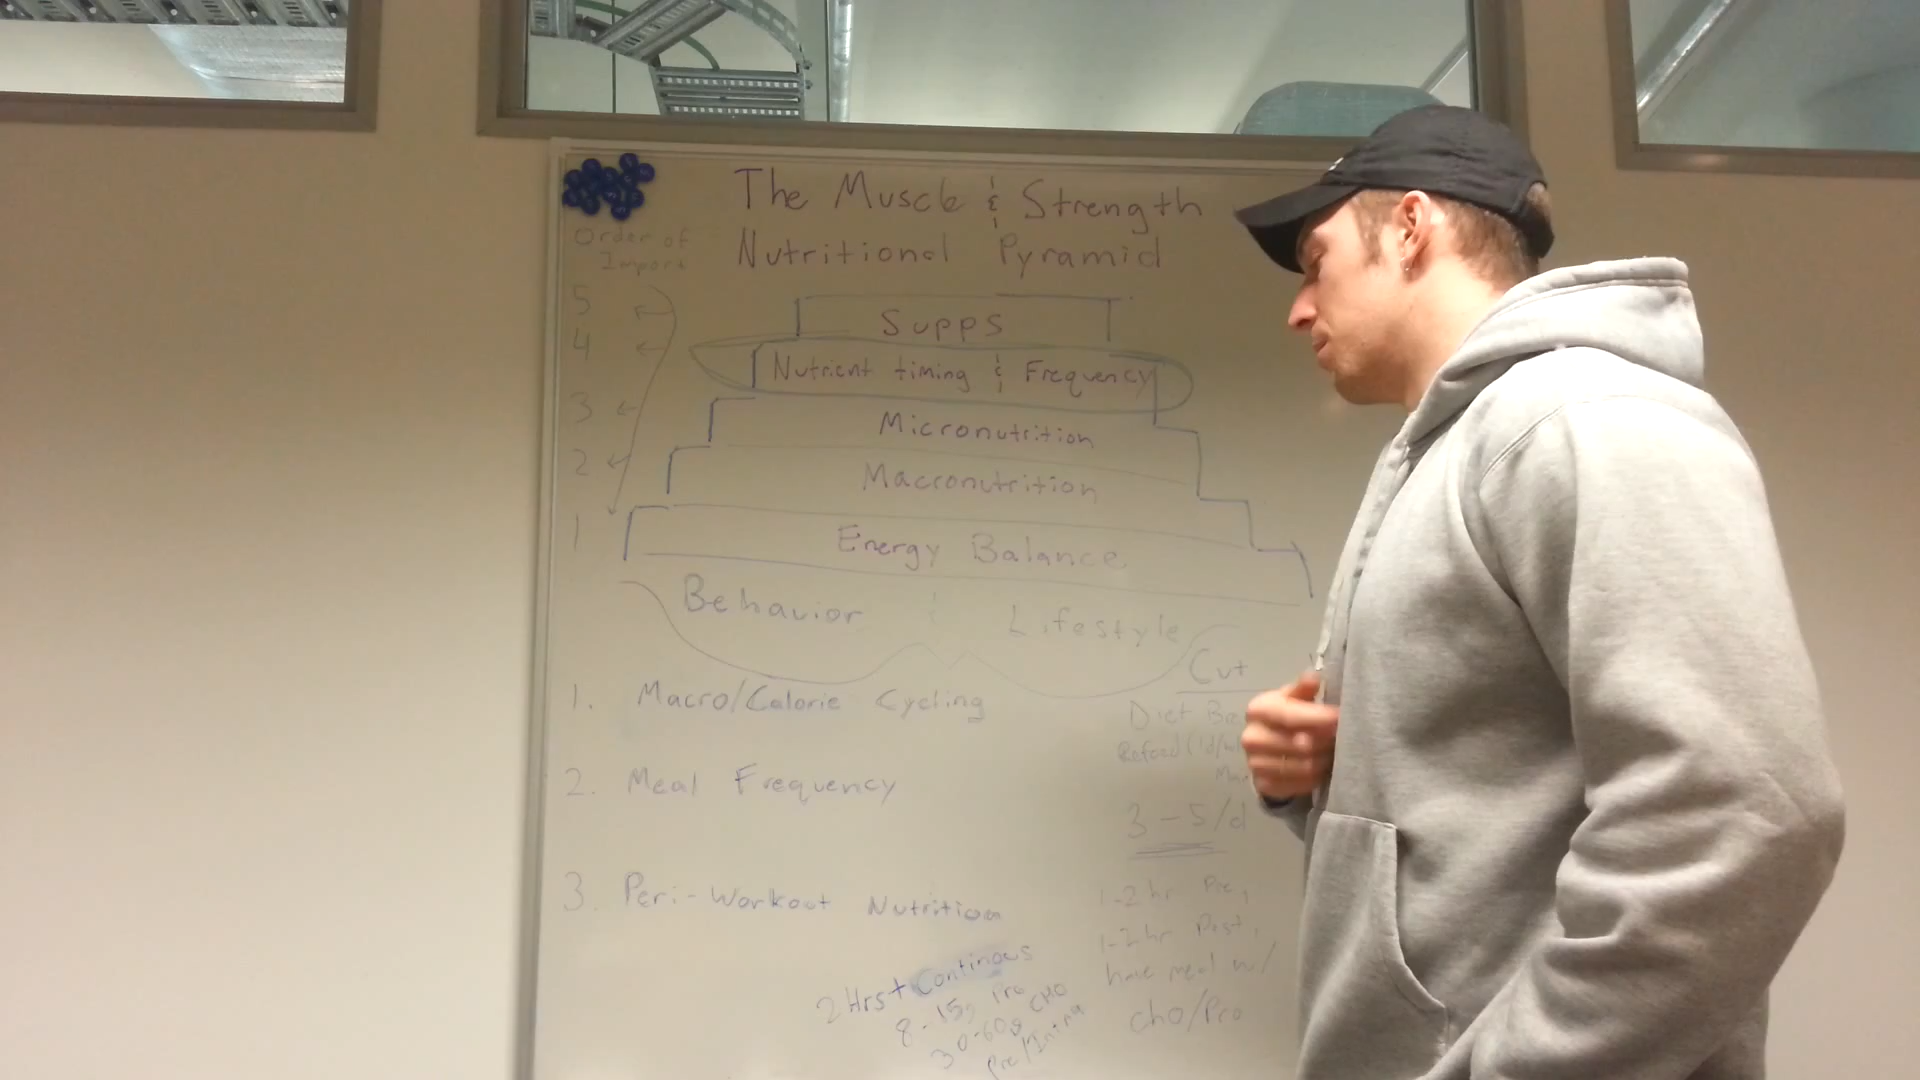 The Muscle & Strength
Nutritional Pyramid
Order of
Import
5
Supps
4
Nutrient timing & Frequency
3
Micronutrition
2
Macronutrition
1
Energy Balance
Behavior & Lifestyle
Cut
1. Macro/Calorie Cycling
Diet
Refeed (1d/
2. Meal Frequency
3-5/d
3. Peri-Workout Nutrition
1-2hr Pre,
1-2hr Post,
have meal w/
cho/Pro
2 Hrs+ Continous
8-15g Pro
30-60g CHO
Pre/Intra